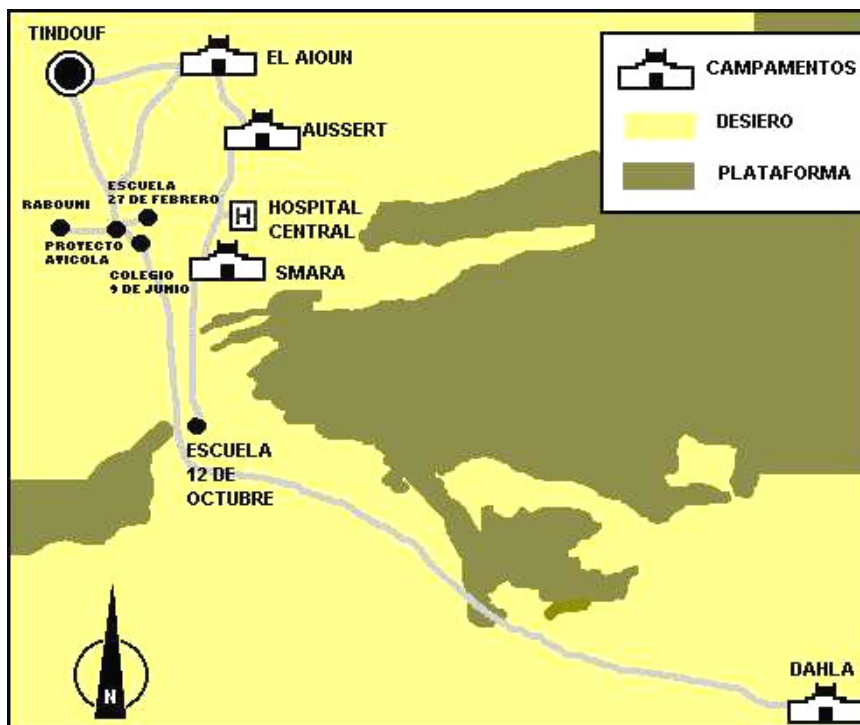 TINDOUF
EL AIOUN
AUSSERT
ESCUELA
27 DE FEBRERO
RABOUNI
PROYECTO
AVICOLA
COLEGIO
9 DE JUNIO
H
HOSPITAL
CENTRAL
SMARA
ESCUELA
12 DE
OCTUBRE
DAHLA
N
CAMPAMENTOS
DESIERO
PLATAFORMA